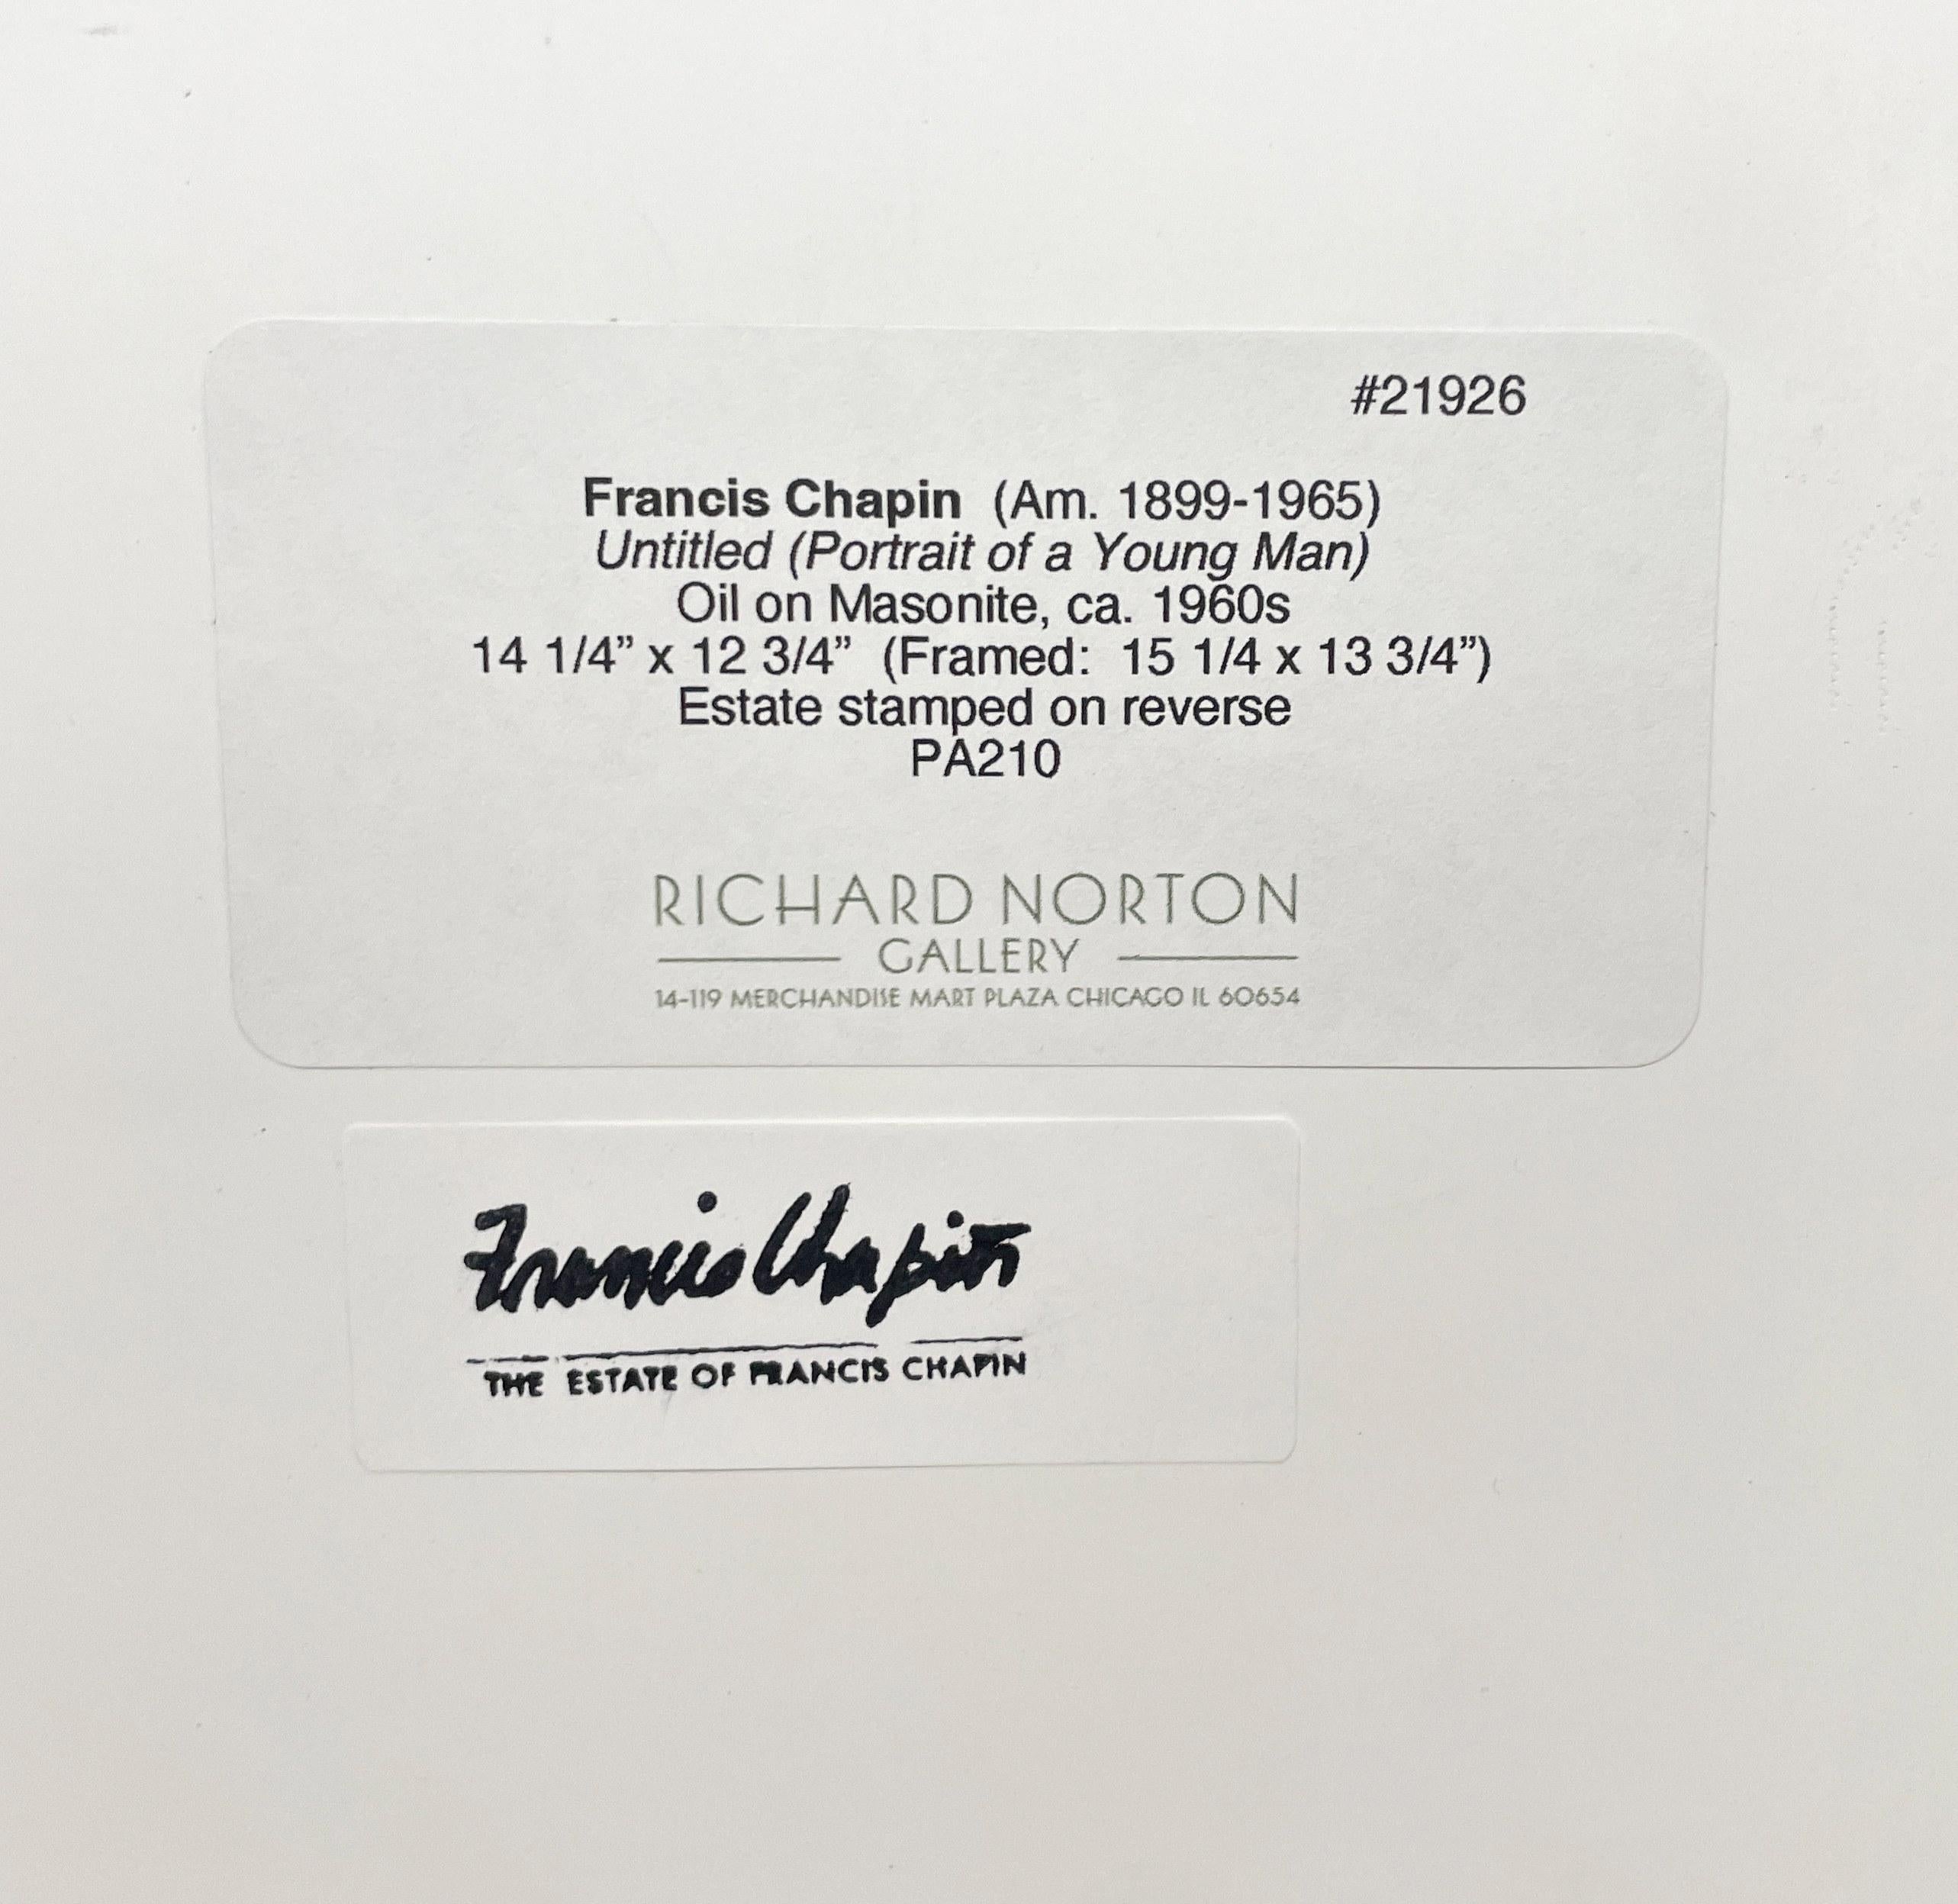 #21926
Francis Chapin (Am. 1899-1965)
Untitled (Portrait of a Young Man)
Oil on Masonite, ca. 1960s
14 1/4” x 12 3/4” (Framed: 15 1/4 x 13 3/4”)
Estate stamped on reverse
PA210
RICHARD NORTON
GALLERY
14-119 MERCHANDISE MART PLAZA CHICAGO IL 60654
Francis Chapin
THE ESTATE OF FRANCIS CHAPIN